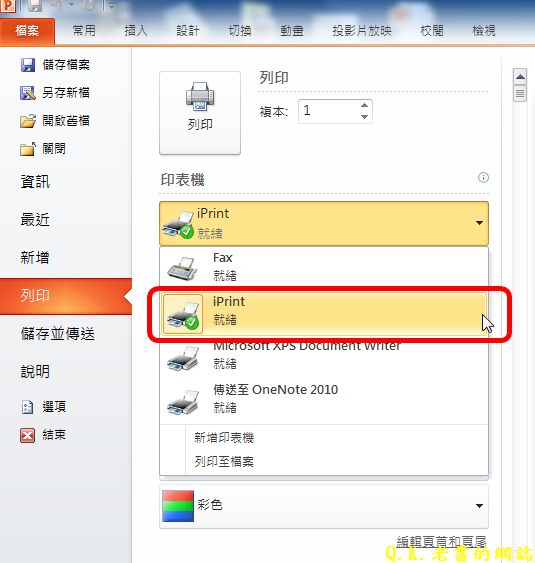 P
檔案 常用 插入 設計 切換 動畫 投影片放映 校閱 檢視
儲存檔案
另存新檔
開啟舊檔
關閉
資訊
最近
新增
列印
儲存並傳送
說明
選項
結束
列印
列印
複本: 1
印表機
iPrint
就緒
Fax
就緒
iPrint
就緒
Microsoft XPS Document Writer
就緒
傳送至 OneNote 2010
就緒
新增印表機
列印至檔案
彩色
編輯頁首和頁尾
Q.K.老書的網誌